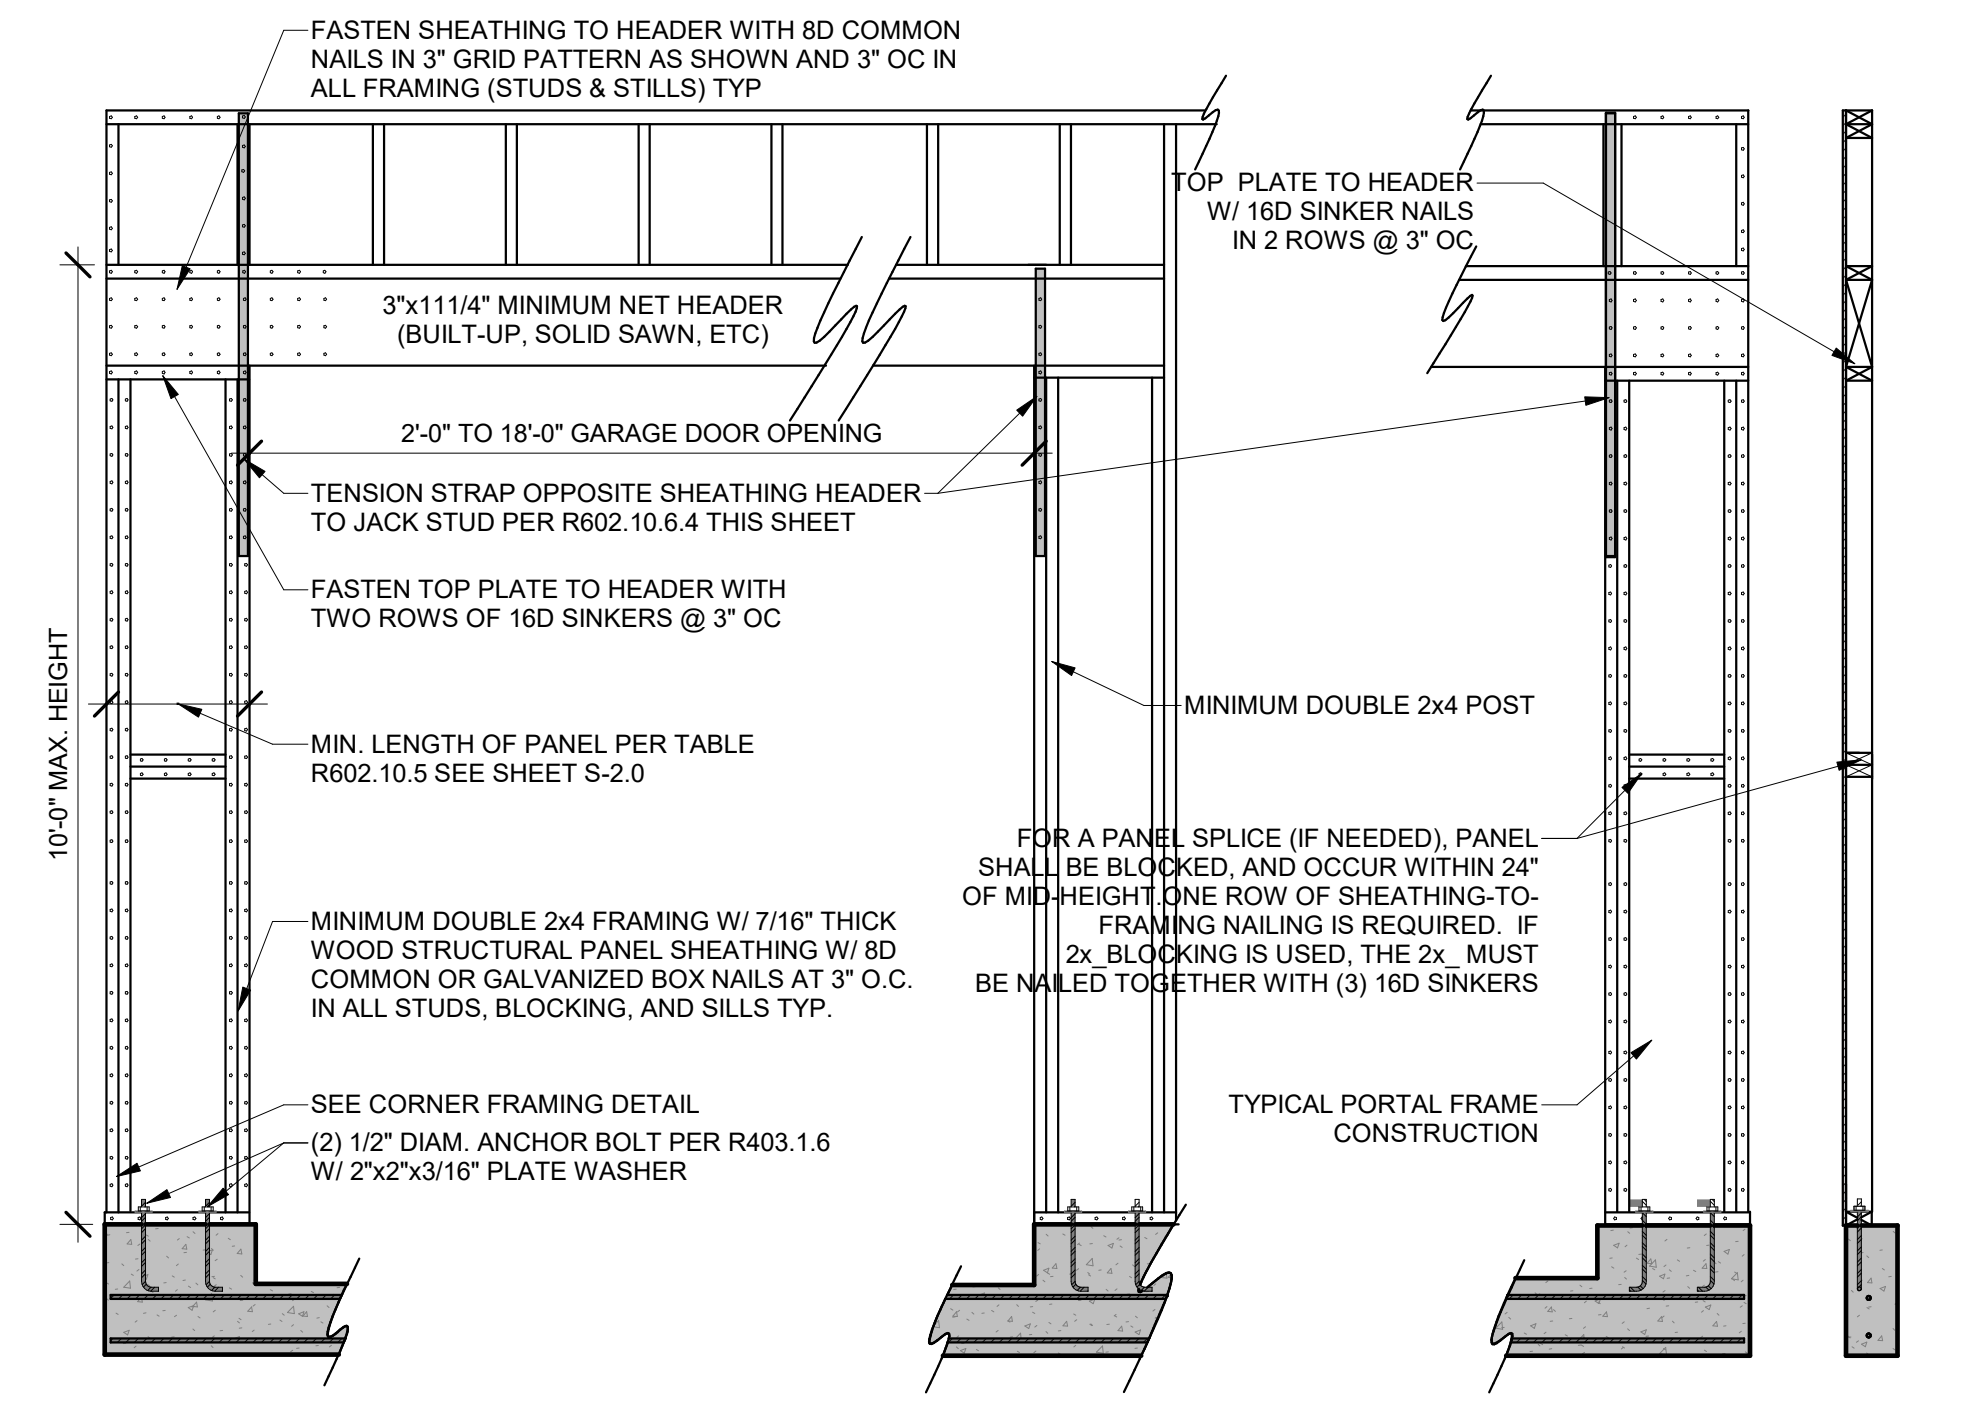 FASTEN SHEATHING TO HEADER WITH 8D COMMON
NAILS IN 3" GRID PATTERN AS SHOWN AND 3" OC IN
ALL FRAMING (STUDS & STILLS) TYP
TOP PLATE TO HEADER
W/ 16D SINKER NAILS
IN 2 ROWS @ 3" OC
3"x111/4" MINIMUM NET HEADER
(BUILT-UP, SOLID SAWN, ETC)
2'-0" TO 18'-0" GARAGE DOOR OPENING
TENSION STRAP OPPOSITE SHEATHING HEADER
TO JACK STUD PER R602.10.6.4 THIS SHEET
FASTEN TOP PLATE TO HEADER WITH
TWO ROWS OF 16D SINKERS @ 3" OC
10'-0" MAX. HEIGHT
MINIMUM DOUBLE 2x4 POST
MIN. LENGTH OF PANEL PER TABLE
R602.10.5 SEE SHEET S-2.0
FOR A PANEL SPLICE (IF NEEDED), PANEL
SHALL BE BLOCKED, AND OCCUR WITHIN 24"
OF MID-HEIGHT.ONE ROW OF SHEATHING-TO-
FRAMING NAILING IS REQUIRED. IF
2x_BLOCKING IS USED, THE 2x_ MUST
BE NAILED TOGETHER WITH (3) 16D SINKERS
MINIMUM DOUBLE 2x4 FRAMING W/ 7/16" THICK
WOOD STRUCTURAL PANEL SHEATHING W/ 8D
COMMON OR GALVANIZED BOX NAILS AT 3" O.C.
IN ALL STUDS, BLOCKING, AND SILLS TYP.
SEE CORNER FRAMING DETAIL
(2) 1/2" DIAM. ANCHOR BOLT PER R403.1.6
W/ 2"x2"x3/16" PLATE WASHER
TYPICAL PORTAL FRAME
CONSTRUCTION